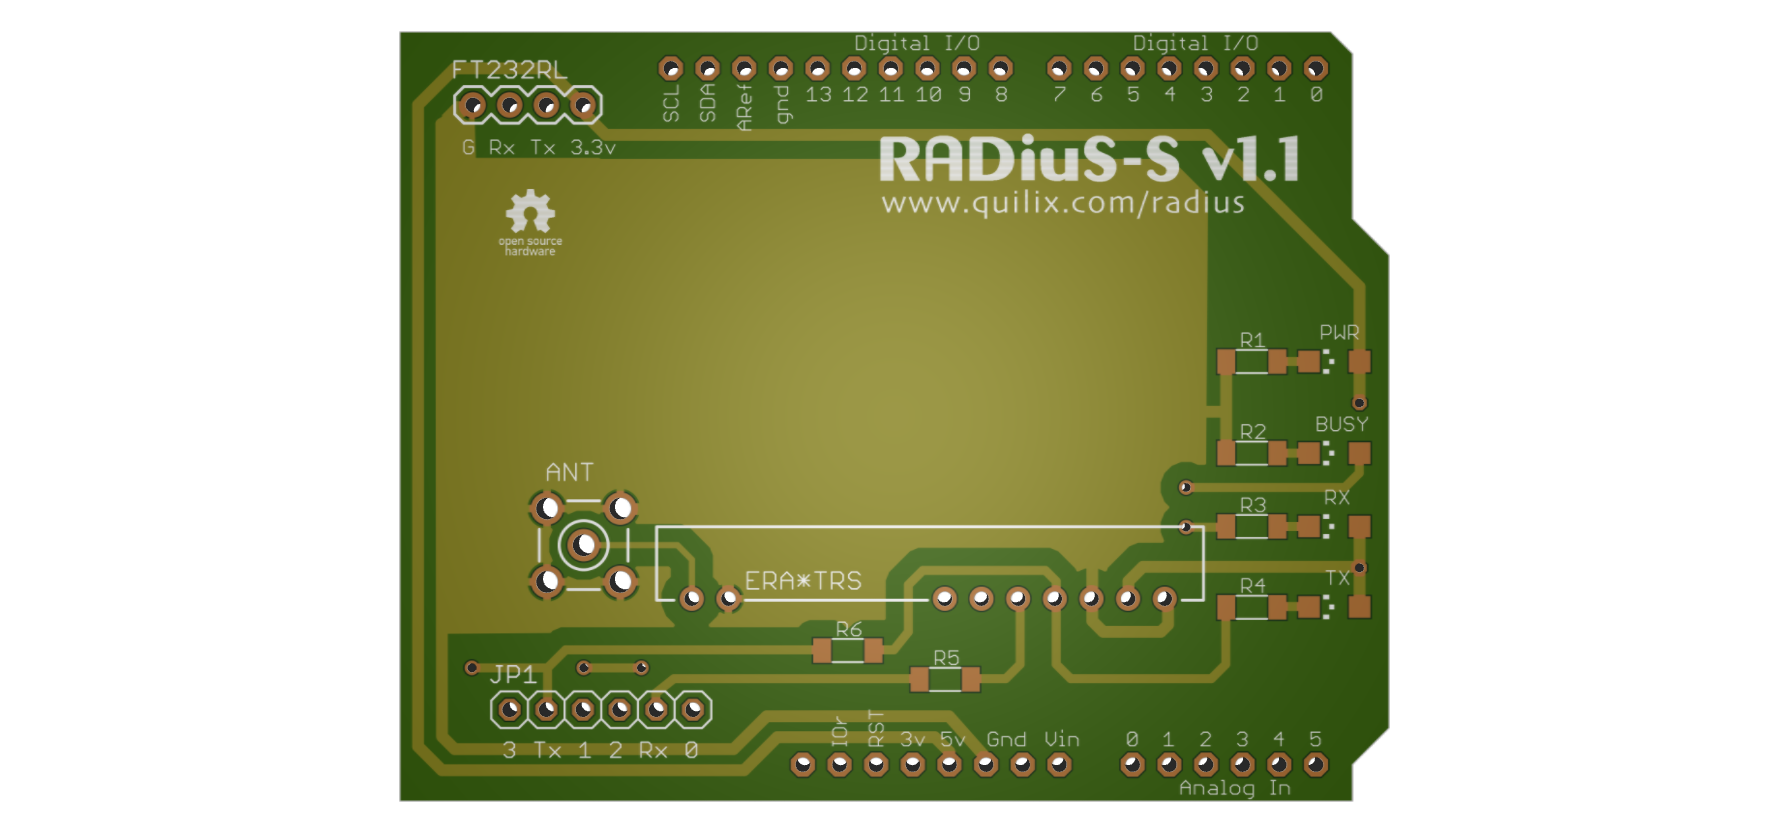 Digital I/O Digital I/O
FT232RL
SCL SDA ARef gnd 13 12 11 10 9 8 7 6 5 4 3 2 1 0
G Rx Tx 3.3v
RADiuS-S v1.1
www.quilix.com/radius
open source
hardware
PWR
R1
BUSY
R2
ANT
RX
R3
ERA*TRS
TX
R4
R6
R5
JP1
3 Tx 1 2 Rx 0
IOr RST 3v 5v Gnd Vin 0 1 2 3 4 5
Analog In